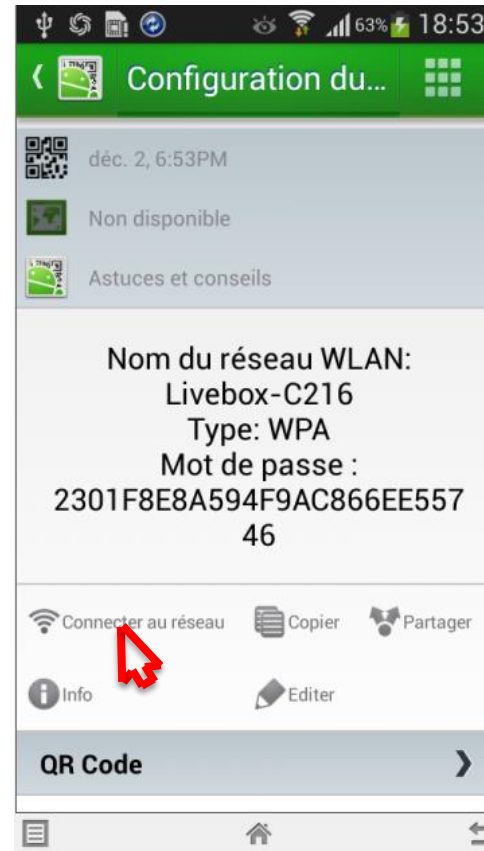 63% 18:53
Configuration du...
déc. 2, 6:53PM
Non disponible
Astuces et conseils
Nom du réseau WLAN:
Livebox-C216
Type: WPA
Mot de passe :
2301F8E8A594F9AC866EE557
46
Connecter au réseau Copier Partager
Info Editer
QR Code